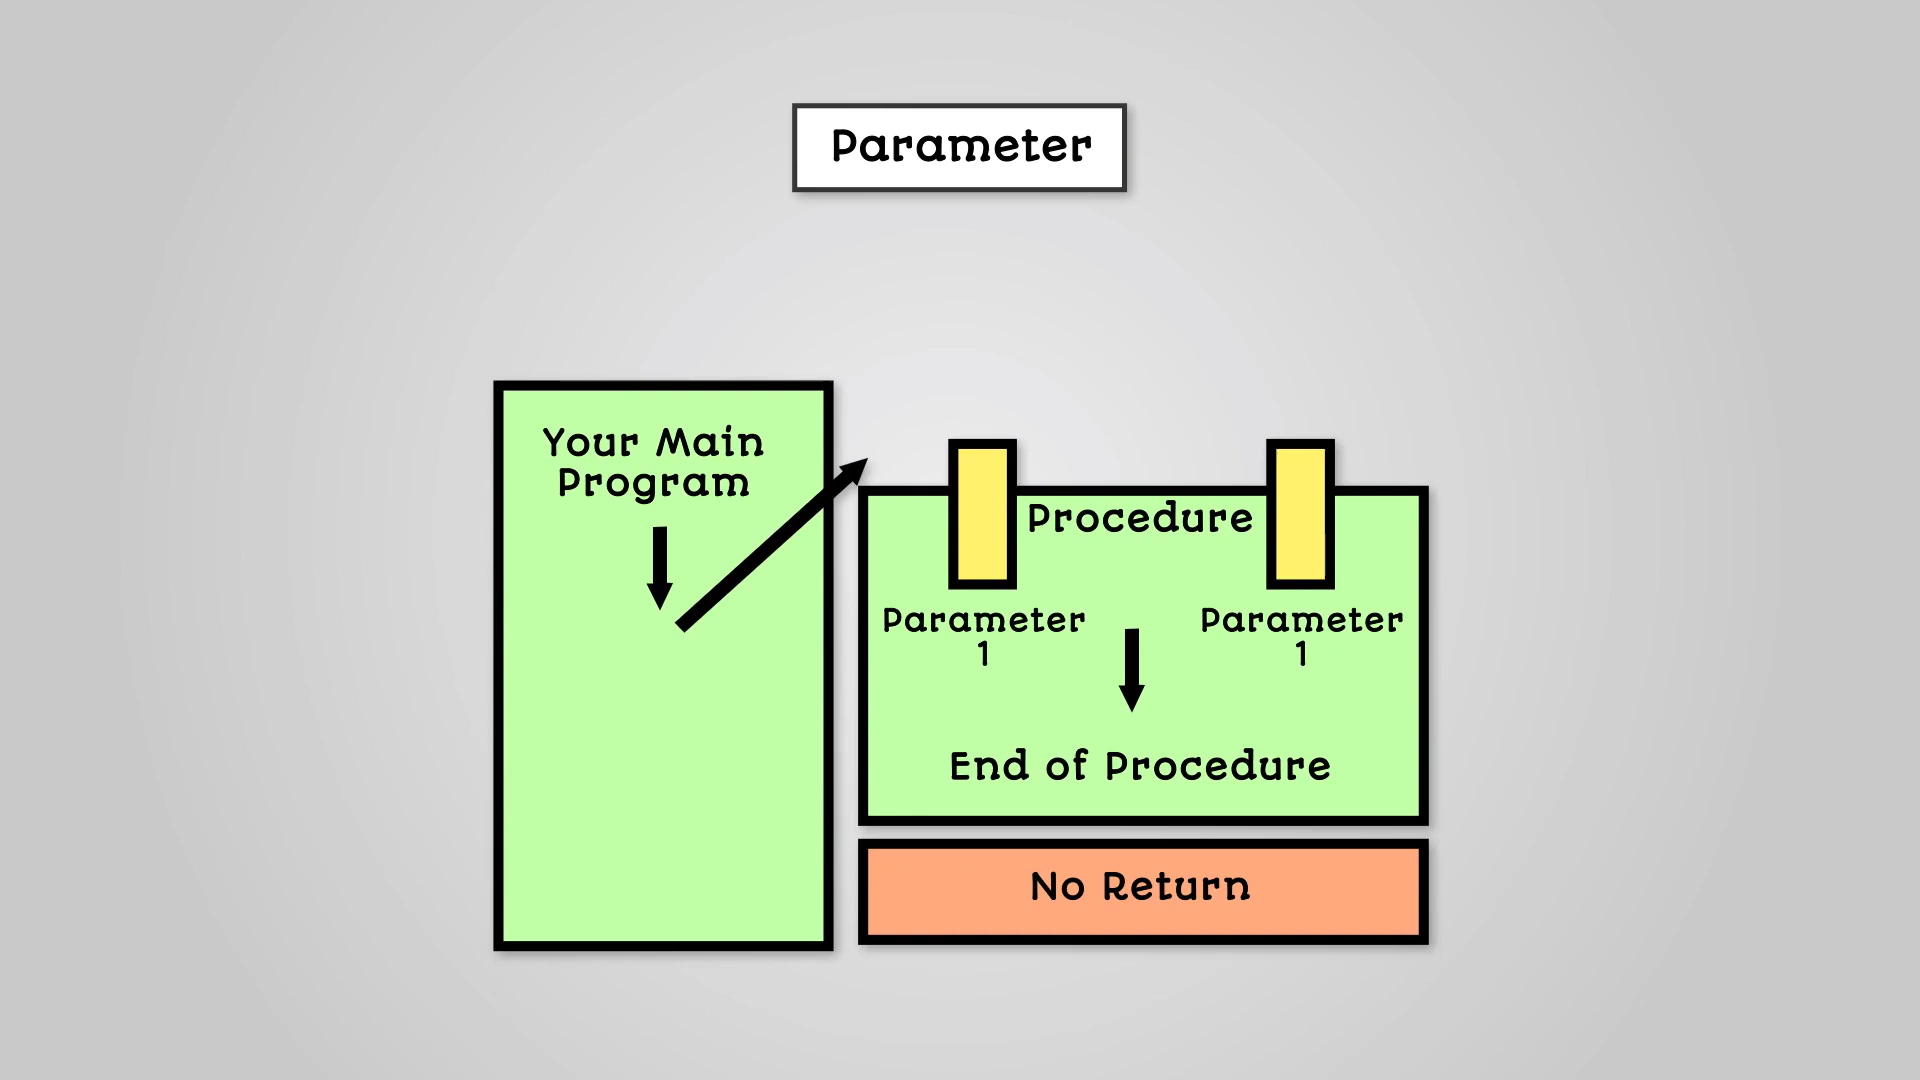 Parameter
Your Main
Program
Procedure
Parameter
1
Parameter
1
End of Procedure
No Return